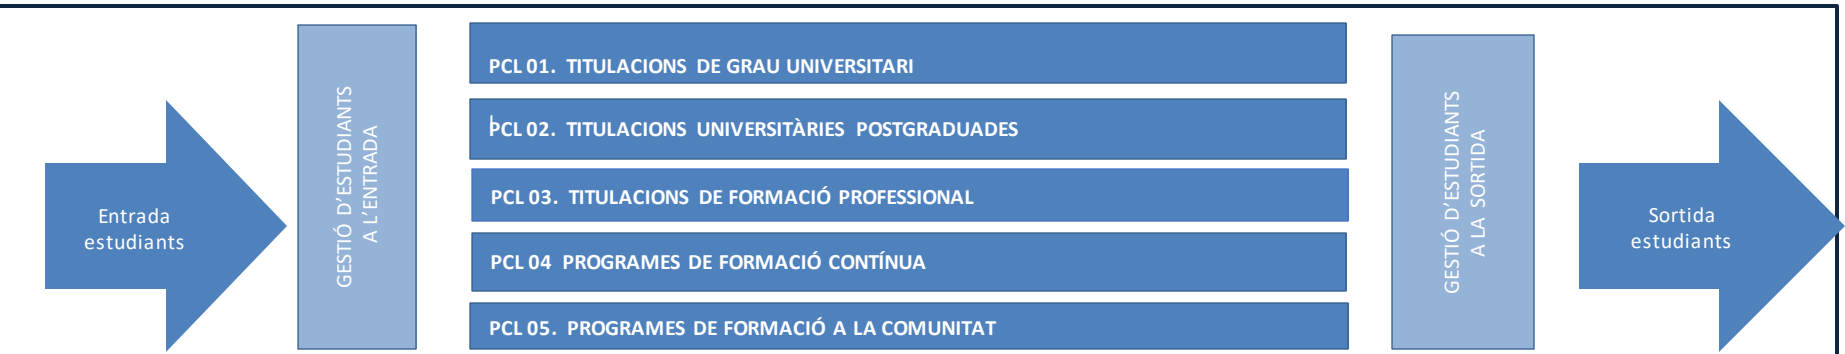 Entrada
estudiants
GESTIÓ D'ESTUDIANTS
A L'ENTRADA
PCL 01. TITULACIONS DE GRAU UNIVERSITARI
PCL 02. TITULACIONS UNIVERSITÀRIES POSTGRADUADES
PCL 03. TITULACIONS DE FORMACIÓ PROFESSIONAL
PCL 04 PROGRAMES DE FORMACIÓ CONTÍNUA
PCL 05. PROGRAMES DE FORMACIÓ A LA COMUNITAT
GESTIÓ D'ESTUDIANTS
A LA SORTIDA
Sortida
estudiants